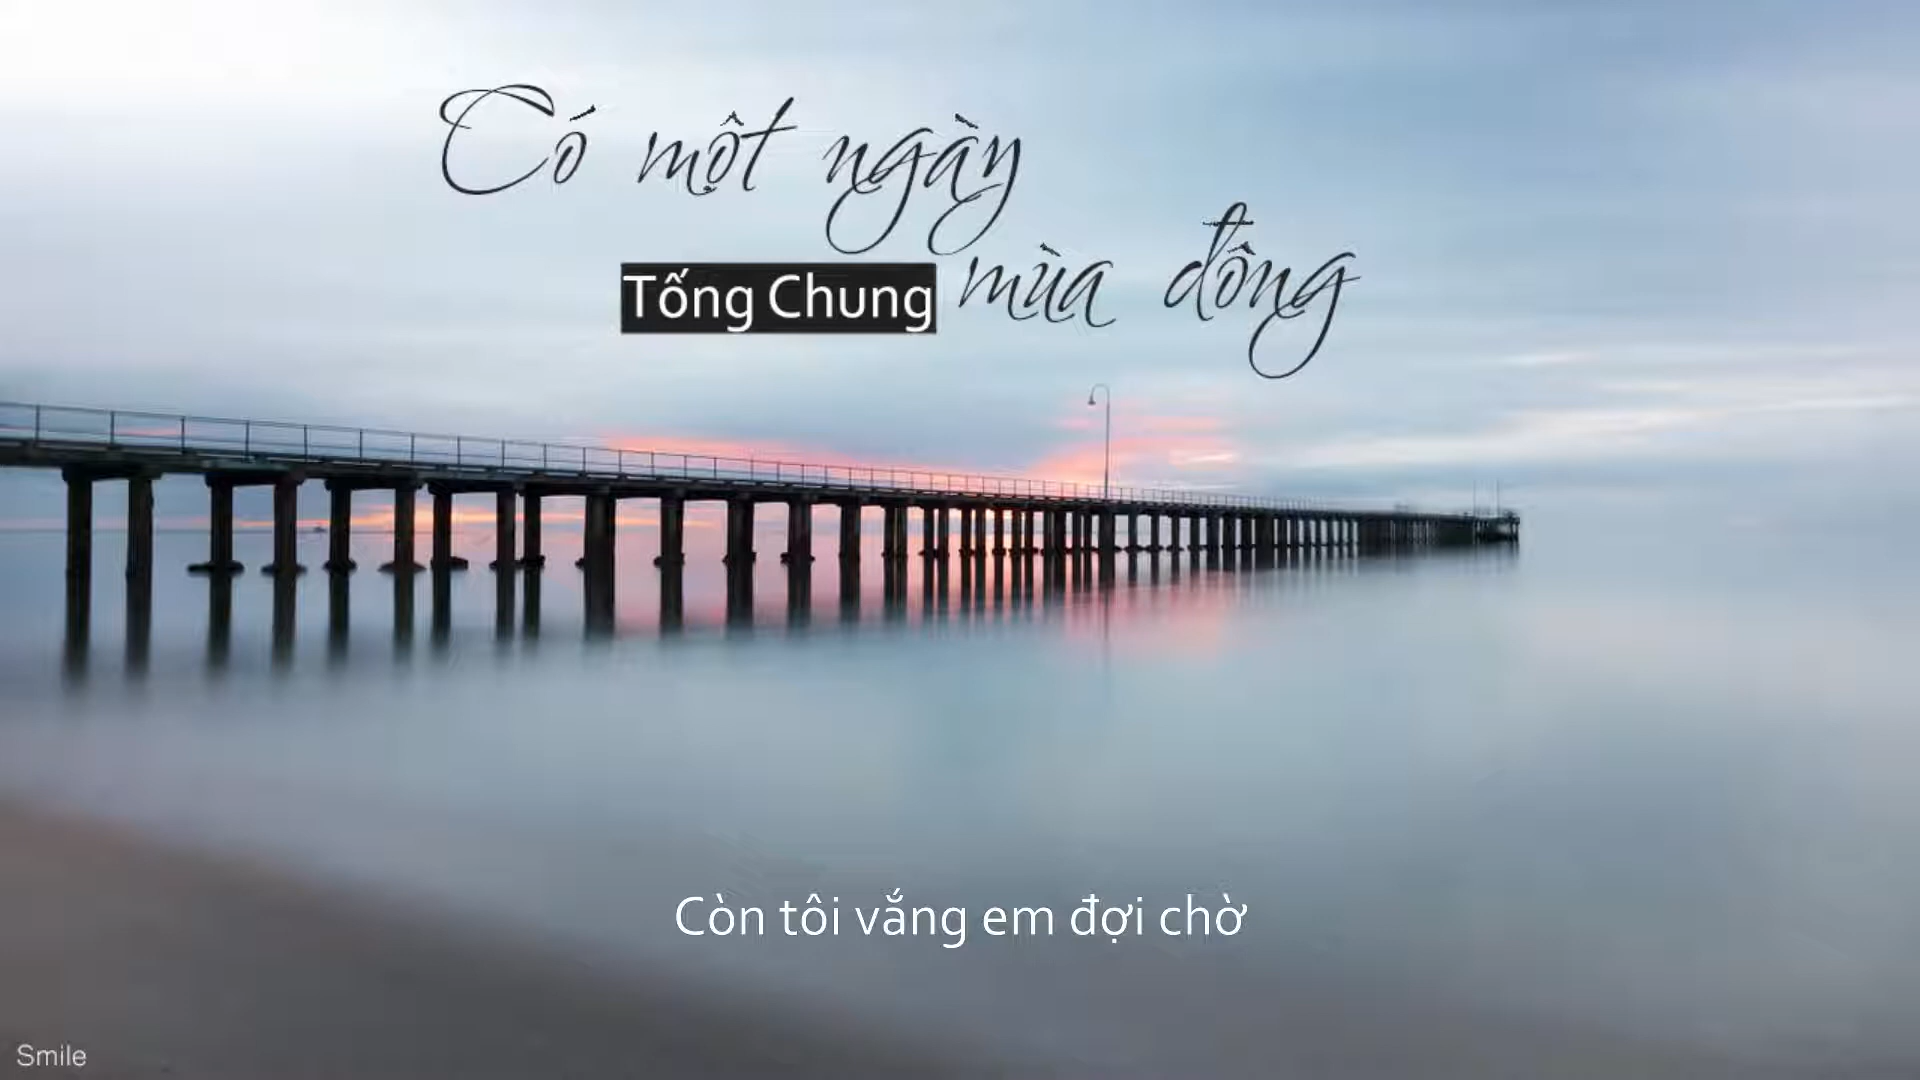 Có một ngày
mùa đông
Tống Chung
Còn tôi vắng em đợi chờ
Smile